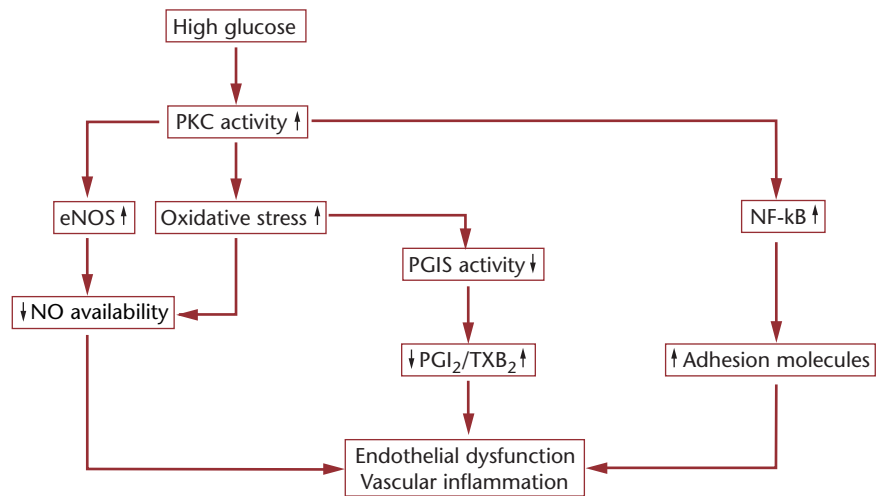 High glucose
PKC activity ↑
eNOS ↑
Oxidative stress ↑
NF-kB ↑
PGIS activity ↓
↓ NO availability
↓ PGI₂/TXB₂ ↑
↑ Adhesion molecules
Endothelial dysfunction
Vascular inflammation